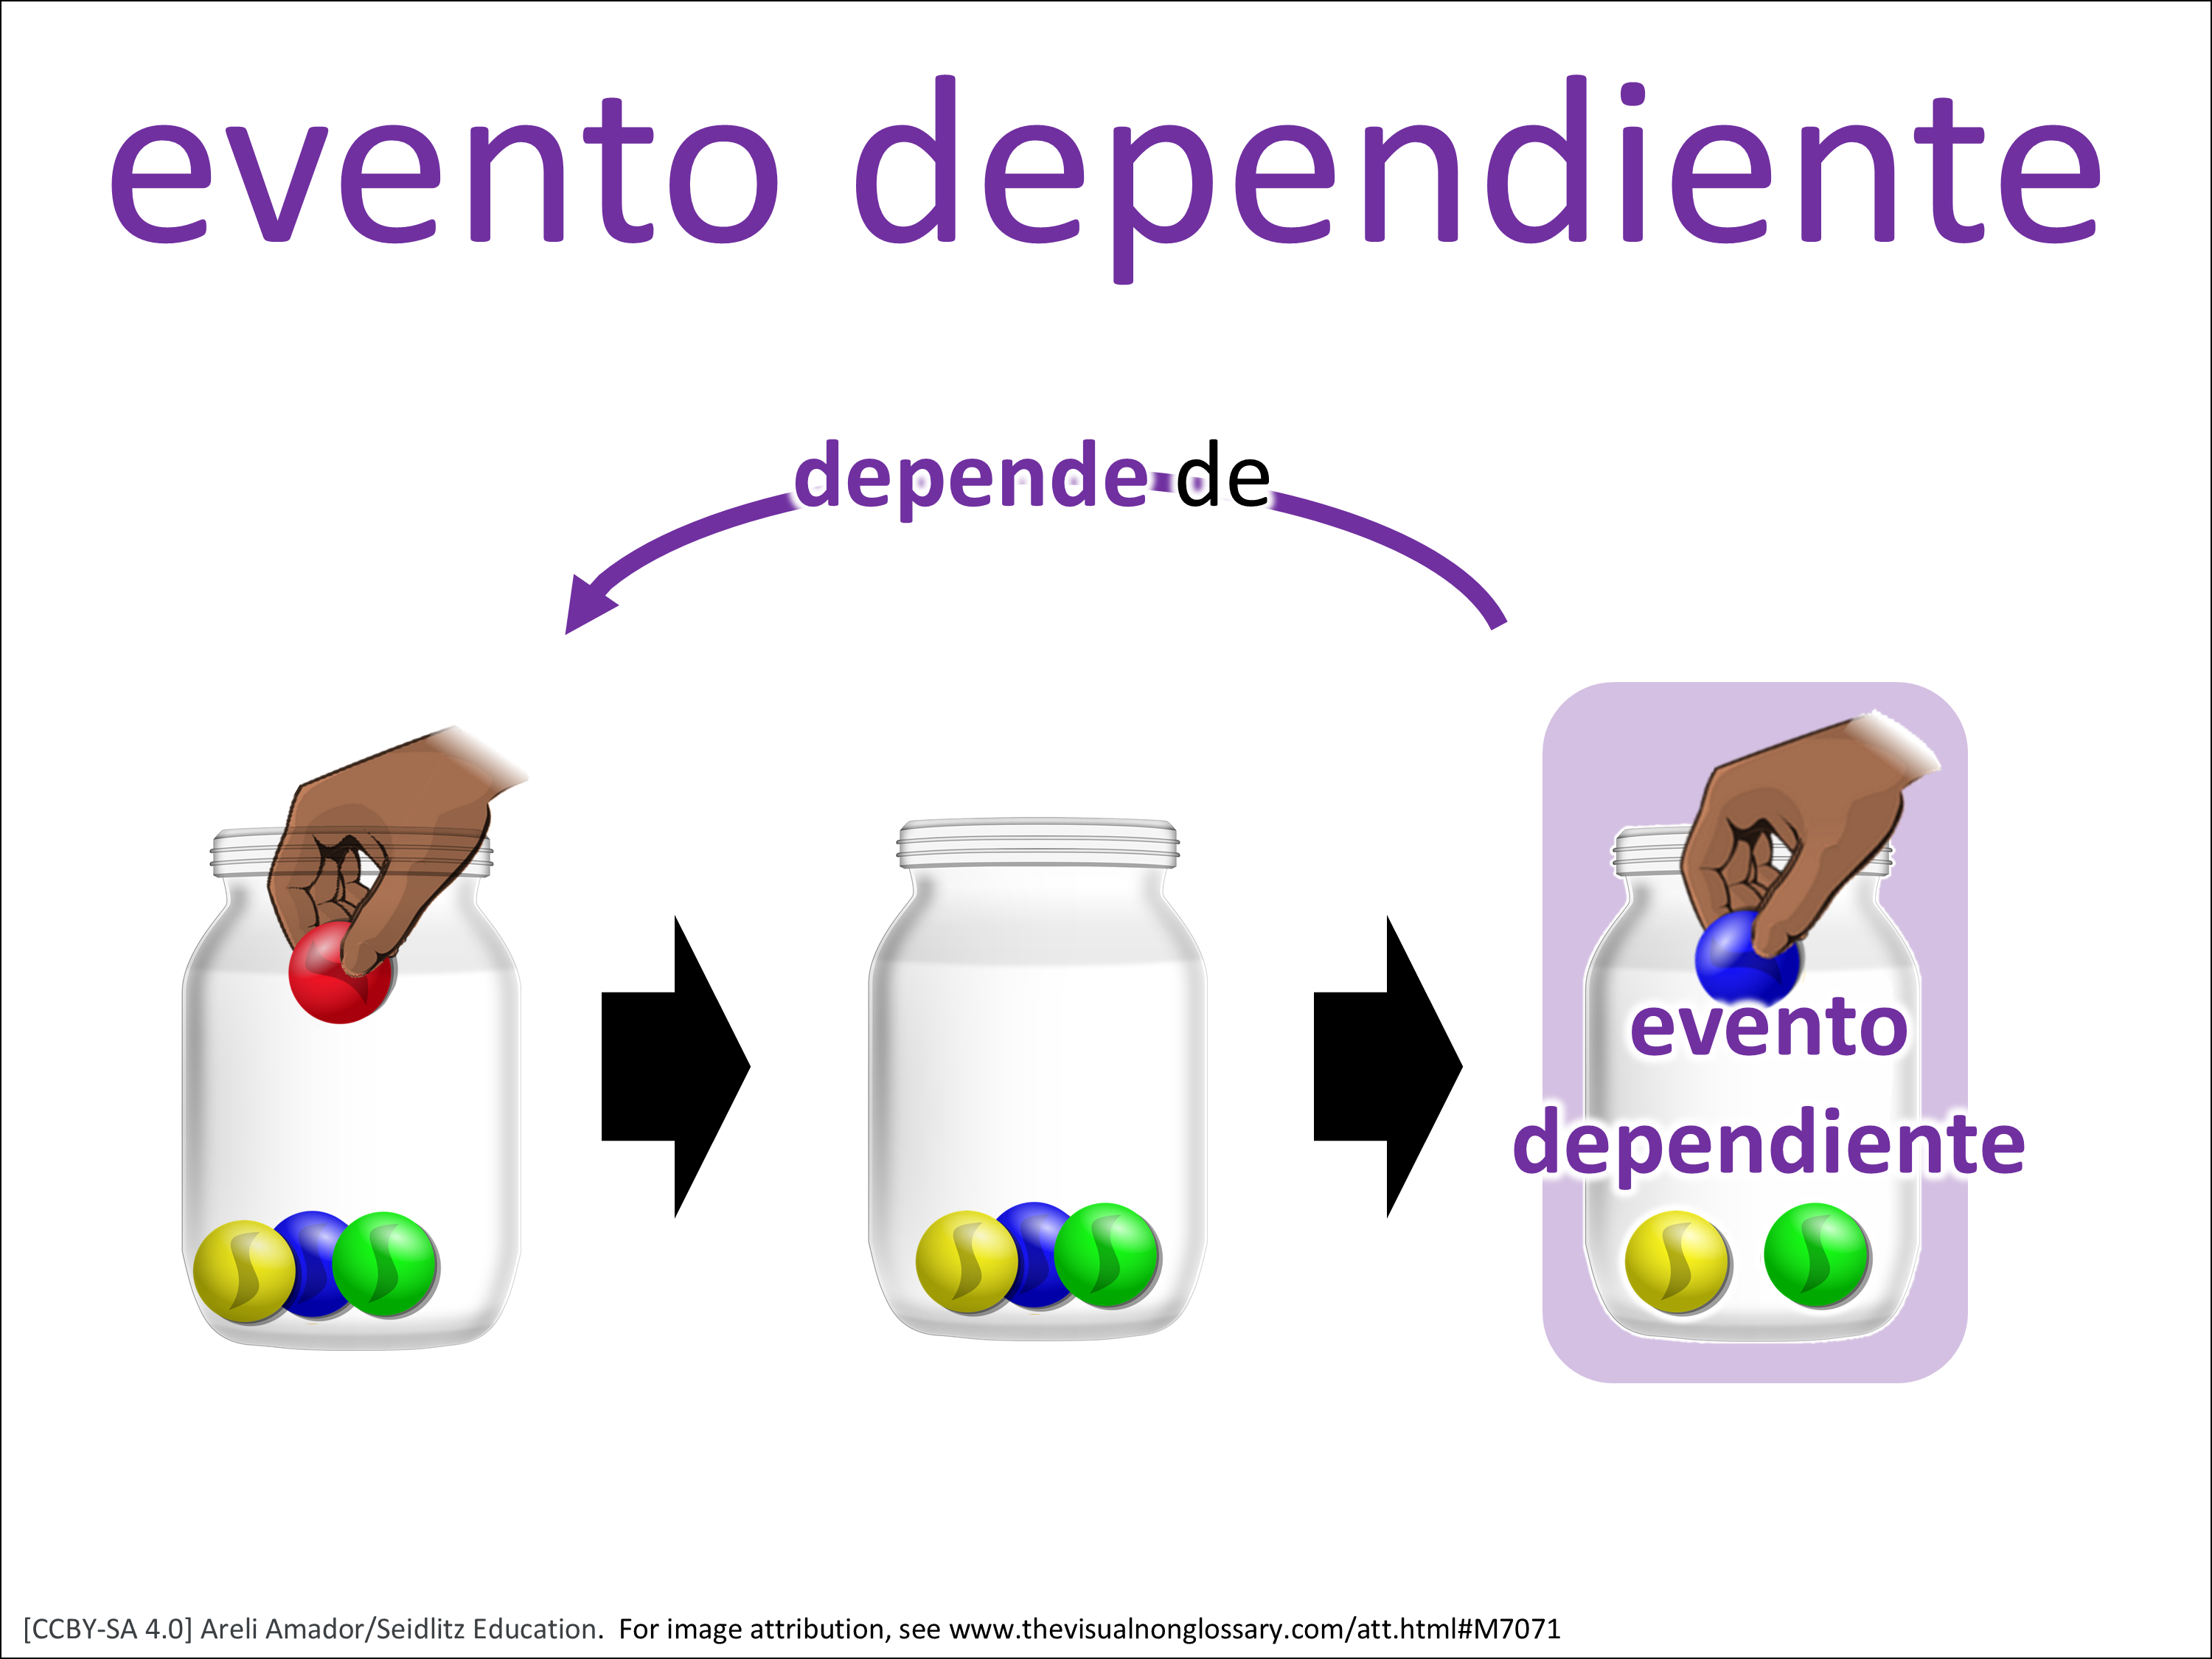 evento dependiente
depende de
evento
dependiente
[CCBY-SA 4.0] Areli Amador/Seidlitz Education. For image attribution, see www.thevisualnonglossary.com/att.html#M7071